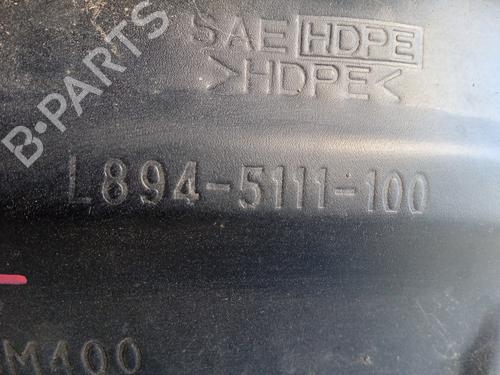 SAE HDPE
>HDPE<
B-PARTS
L894-5111-100
M400